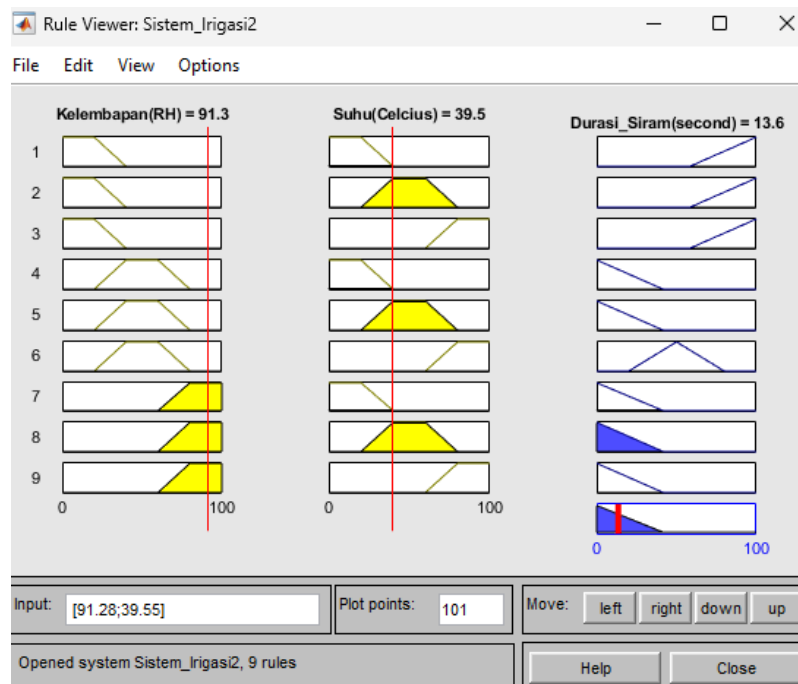 Rule Viewer: Sistem_Irigasi2
File Edit View Options
Kelembapan(RH) = 91.3 Suhu(Celcius) = 39.5 Durasi_Siram(second) = 13.6
1
2
3
4
5
6
7
8
9
0 100 0 100
0 100
Input: [91.28;39.55] Plot points: 101 Move: left right down up
Opened system Sistem_Irigasi2, 9 rules Help Close